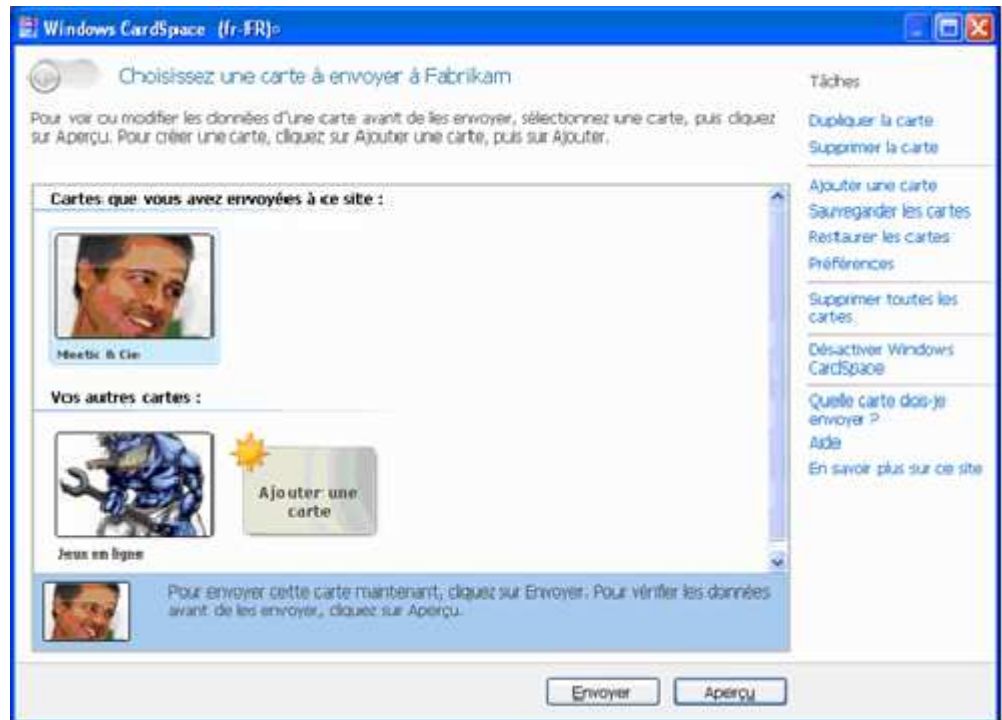 Windows CardSpace (fr-FR)
Choisissez une carte à envoyer à Fabrikam
Pour voir ou modifier les données d'une carte avant de les envoyer, sélectionnez une carte, puis cliquez
sur Aperçu. Pour créer une carte, cliquez sur Ajouter une carte, puis sur Ajouter.
Cartes que vous avez envoyées à ce site :
Meetic & Cie
Vos autres cartes :
Jeux en ligne
Ajouter une
carte
Pour envoyer cette carte maintenant, cliquez sur Envoyer. Pour vérifier les données
avant de les envoyer, cliquez sur Aperçu.
Envoyer
Aperçu
Tâches
Dupliquer la carte
Supprimer la carte
Ajouter une carte
Sauvegarder les cartes
Restaurer les cartes
Préférences
Supprimer toutes les
cartes
Désactiver Windows
CardSpace
Quelle carte dois-je
envoyer ?
Aide
En savoir plus sur ce site